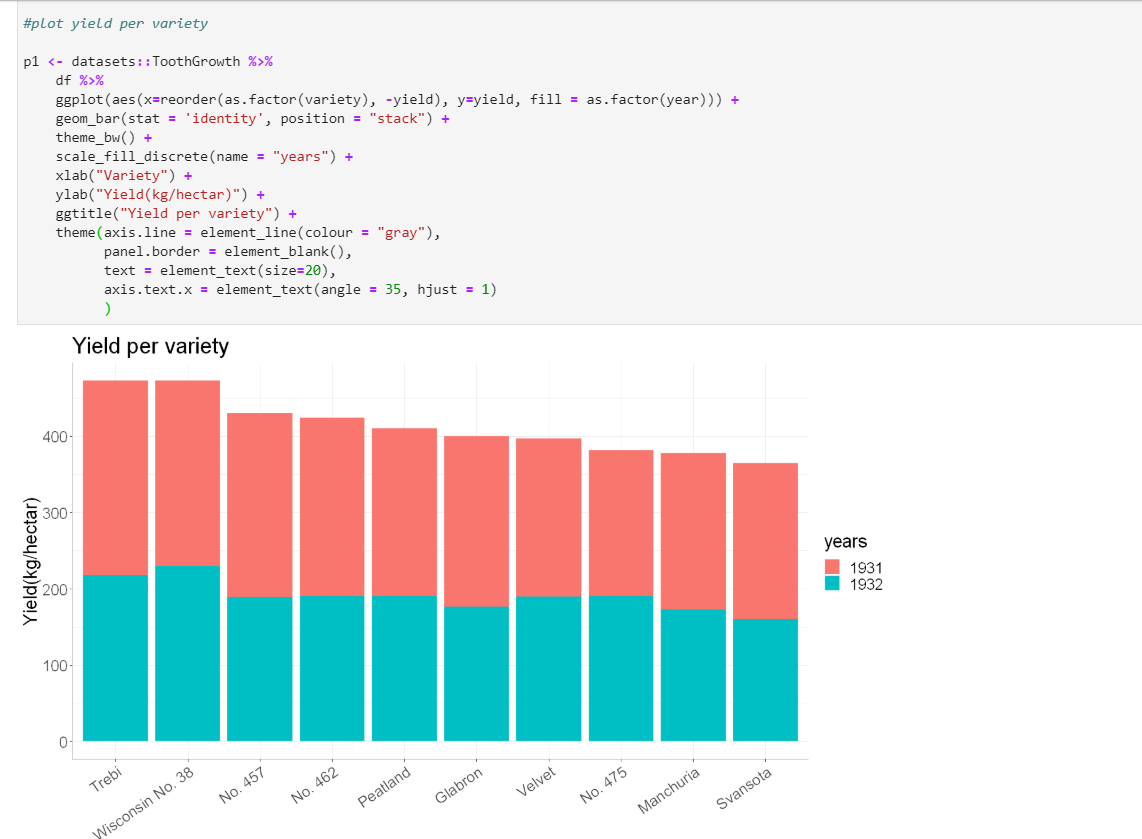 #plot yield per variety
p1 <- datasets::ToothGrowth %>%
df %>%
ggplot(aes(x=reorder(as.factor(variety), -yield), y=yield, fill = as.factor(year))) +
geom_bar(stat = 'identity', position = "stack") +
theme_bw() +
scale_fill_discrete(name = "years") +
xlab("Variety") +
ylab("Yield(kg/hectar)") +
ggtitle("Yield per variety") +
theme(axis.line = element_line(colour = "gray"),
panel.border = element_blank(),
text = element_text(size=20),
axis.text.x = element_text(angle = 35, hjust = 1)
)
Yield per variety
Yield(kg/hectar)
400
300
200
100
0
Trebi
Wisconsin No. 38
No. 457
No. 462
Peatland
Glabron
Velvet
No. 475
Manchuria
Svansota
years
1931
1932